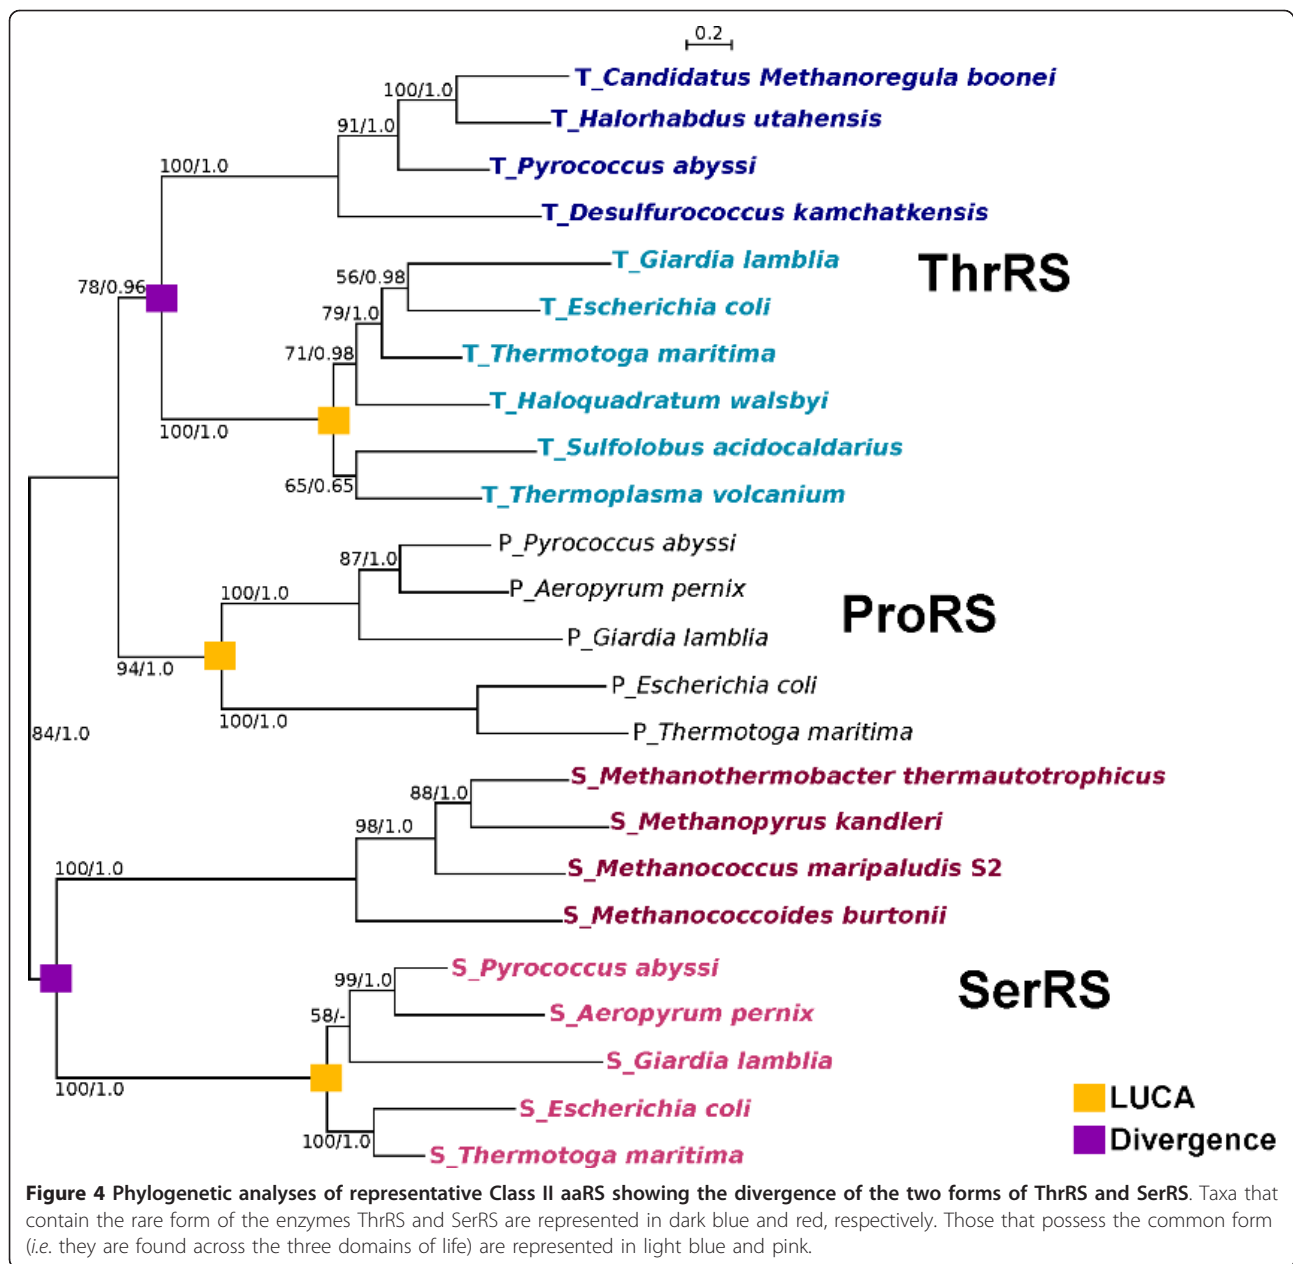 0.2
100/1.0
T_Candidatus Methanoregula boonei
91/1.0
T_Halorhabdus utahensis
100/1.0
T_Pyrococcus abyssi
T_Desulfurococcus kamchatkensis
ThrRS
78/0.96
56/0.98
T_Giardia lamblia
79/1.0
T_Escherichia coli
71/0.98
T_Thermotoga maritima
T_Haloquadratum walsbyi
100/1.0
T_Sulfolobus acidocaldarius
65/0.65
T_Thermoplasma volcanium
P_Pyrococcus abyssi
87/1.0
P_Aeropyrum pernix
100/1.0
ProRS
P_Giardia lamblia
94/1.0
P_Escherichia coli
100/1.0
P_Thermotoga maritima
84/1.0
S_Methanothermobacter thermautotrophicus
88/1.0
S_Methanopyrus kandleri
98/1.0
S_Methanococcus maripaludis S2
100/1.0
S_Methanococcoides burtonii
S_Pyrococcus abyssi
99/1.0
SerRS
S_Aeropyrum pernix
58/-
S_Giardia lamblia
100/1.0
S_Escherichia coli
100/1.0
S_Thermotoga maritima
LUCA
Divergence
Figure 4 Phylogenetic analyses of representative Class II aaRS showing the divergence of the two forms of ThrRS and SerRS. Taxa that
contain the rare form of the enzymes ThrRS and SerRS are represented in dark blue and red, respectively. Those that possess the common form
(i.e. they are found across the three domains of life) are represented in light blue and pink.